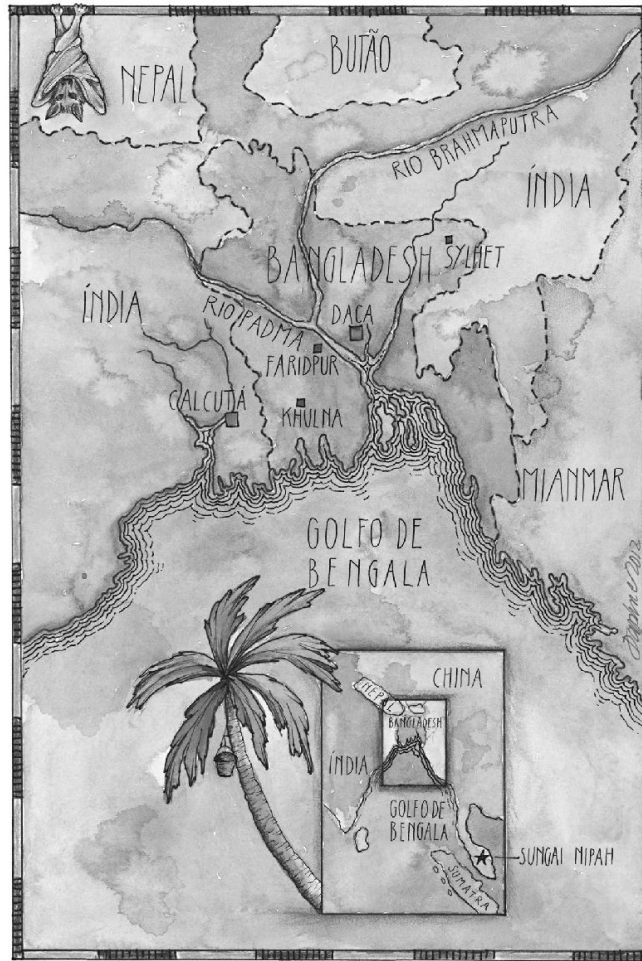 NEPAL
BUTÃO
RIO BRAHMAPUTRA
ÍNDIA
BANGLADESH
SYLHET
ÍNDIA
RIO PADMA
DACA
FARIDPUR
CALCUTÁ
KHULNA
MIANMAR
GOLFO DE
BENGALA
CHINA
NEPAL
BANGLADESH
ÍNDIA
GOLFO DE
BENGALA
SUNGAI NIPAH
SUMATRA